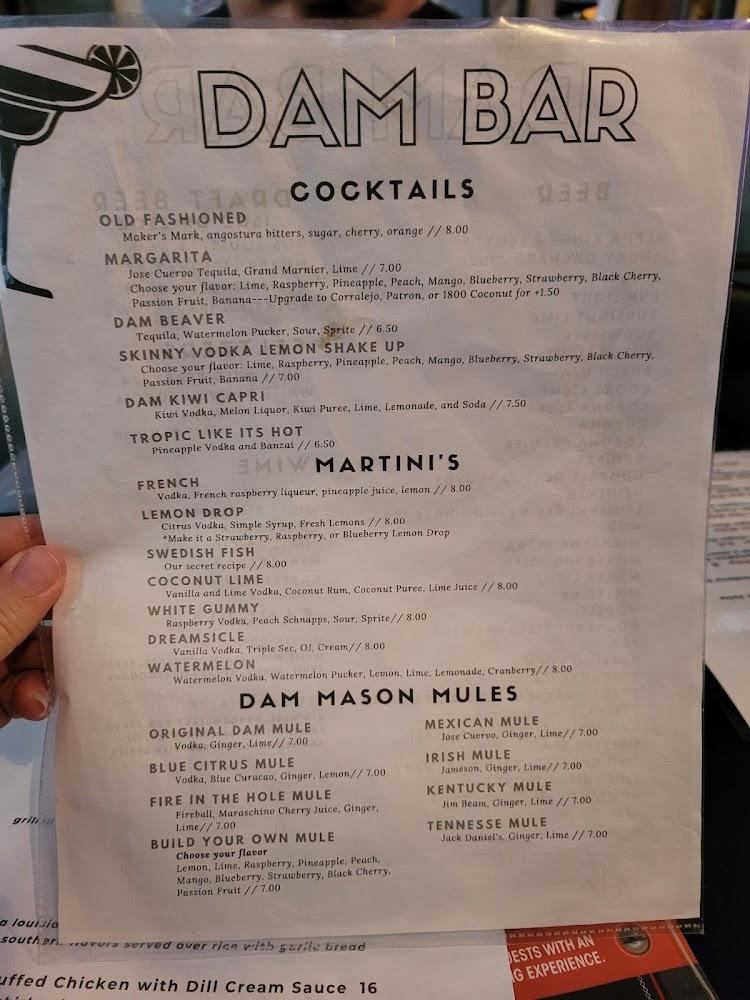 DAM BAR
COCKTAILS
OLD FASHIONED
Maker's Mark, angostura bitters, sugar, cherry, orange // 8.00
MARGARITA
Jose Cuervo Tequila, Grand Marnier, Lime // 7.00
Choose your flavor: Lime, Raspberry, Pineapple, Peach, Mango, Blueberry, Strawberry, Black Cherry,
Passion Fruit, Banana---Upgrade to Corralejo, Patron, or 1800 Coconut for +1.50
DAM BEAVER
Tequila, Watermelon Pucker, Sour, Sprite // 6.50
SKINNY VODKA LEMON SHAKE UP
Choose your flavor: Lime, Raspberry, Pineapple, Peach, Mango, Blueberry, Strawberry, Black Cherry,
Passion Fruit, Banana // 7.00
DAM KIWI CAPRI
Kiwi Vodka, Melon Liquor, Kiwi Puree, Lime, Lemonade, and Soda // 7.50
TROPIC LIKE ITS HOT
Pineapple Vodka and Banzai // 6.50
MARTINI'S
FRENCH
Vodka, French raspberry liqueur, pineapple juice, lemon // 8.00
LEMON DROP
Citrus Vodka, Simple Syrup, Fresh Lemons // 8.00
*Make it a Strawberry, Raspberry, or Blueberry Lemon Drop
SWEDISH FISH
Our secret recipe // 8.00
COCONUT LIME
Vanilla and Lime Vodka, Coconut Rum, Coconut Puree, Lime Juice // 8.00
WHITE GUMMY
Raspberry Vodka, Peach Schnapps, Sour, Sprite// 8.00
DREAMSICLE
Vanilla Vodka, Triple Sec, OJ, Cream// 8.00
WATERMELON
Watermelon Vodka, Watermelon Pucker, Lemon, Lime, Lemonade, Cranberry// 8.00
DAM MASON MULES
ORIGINAL DAM MULE
Vodka, Ginger, Lime// 7.00
BLUE CITRUS MULE
Vodka, Blue Curacao, Ginger, Lemon// 7.00
FIRE IN THE HOLE MULE
Fireball, Maraschino Cherry Juice, Ginger,
Lime// 7.00
BUILD YOUR OWN MULE
Choose your flavor
Lemon, Lime, Raspberry, Pineapple, Peach,
Mango, Blueberry, Strawberry, Black Cherry,
Passion Fruit // 7.00
MEXICAN MULE
Jose Cuervo, Ginger, Lime// 7.00
IRISH MULE
Jameson, Ginger, Lime// 7.00
KENTUCKY MULE
Jim Beam, Ginger, Lime // 7.00
TENNESSE MULE
Jack Daniel's, Ginger, Lime // 7.00
southern flavors served over rice with garlic bread
uffed Chicken with Dill Cream Sauce 16
ESTS WITH AN
G EXPERIENCE.